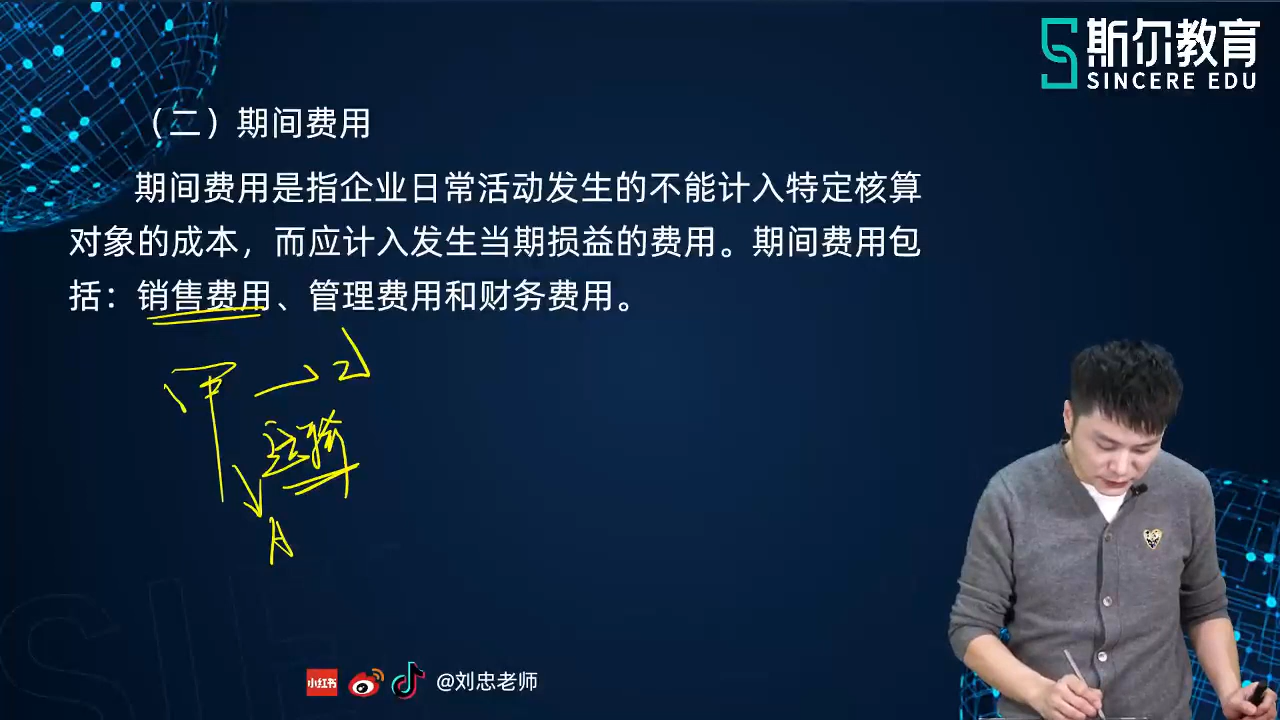 斯尔教育
SINCERE EDU
（二）期间费用
期间费用是指企业日常活动发生的不能计入特定核算
对象的成本，而应计入发生当期损益的费用。期间费用包
括：销售费用、管理费用和财务费用。
甲 → 乙
运输
A
小红书 @刘忠老师